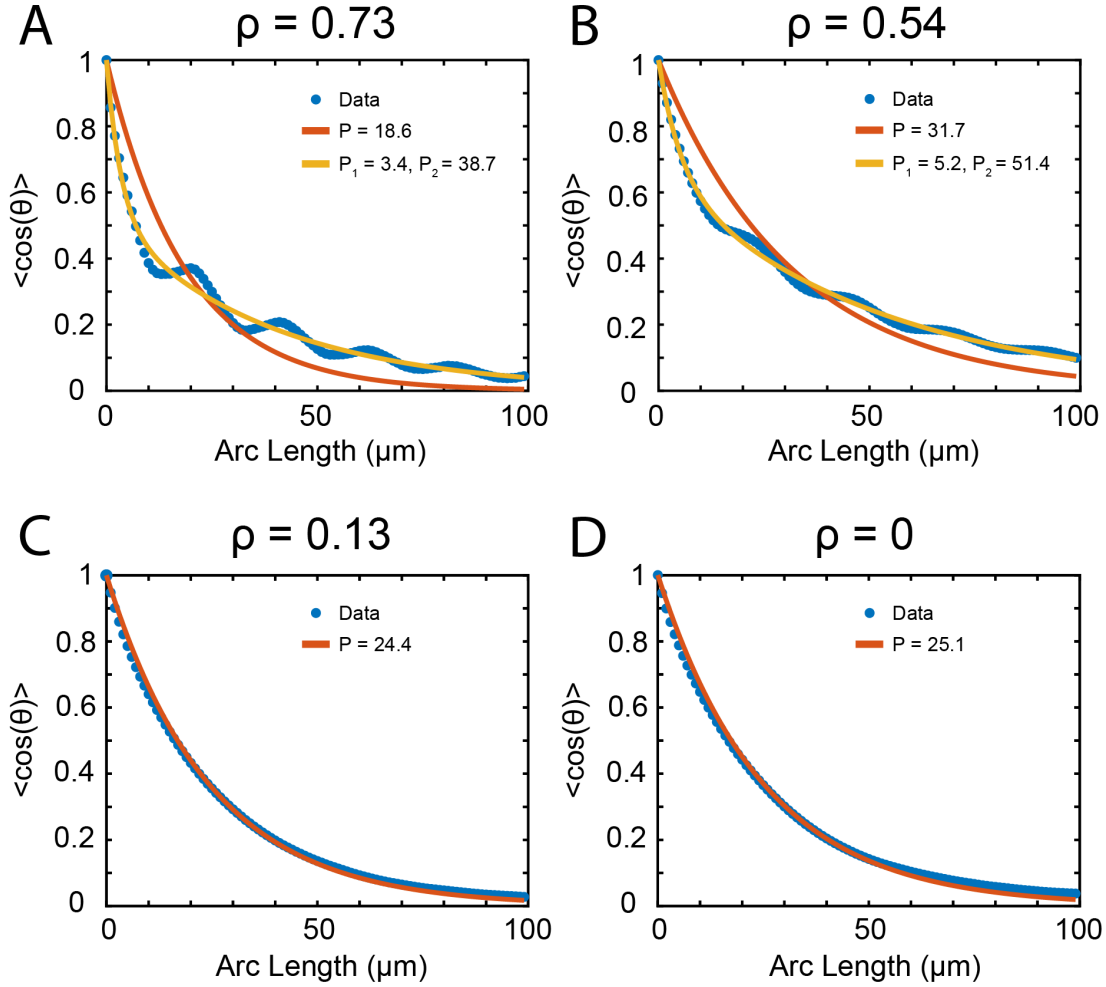 A
ρ = 0.73
1
0.8
0.6
0.4
0.2
0
<cos(θ)>
Data
P = 18.6
P₁ = 3.4, P₂ = 38.7
0
50
100
Arc Length (μm)
B
ρ = 0.54
1
0.8
0.6
0.4
0.2
0
<cos(θ)>
Data
P = 31.7
P₁ = 5.2, P₂ = 51.4
0
50
100
Arc Length (μm)
C
ρ = 0.13
1
0.8
0.6
0.4
0.2
0
<cos(θ)>
Data
P = 24.4
0
50
100
Arc Length (μm)
D
ρ = 0
1
0.8
0.6
0.4
0.2
0
<cos(θ)>
Data
P = 25.1
0
50
100
Arc Length (μm)